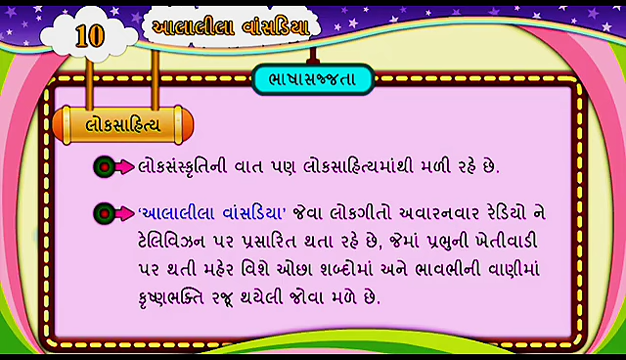 10
આલાલીલા વાંસડિયા
ભાષાસજ્જતા
લોકસાહિત્ય
લોકસંસ્કૃતિની વાત પણ લોકસાહિત્યમાંથી મળી રહે છે.
‘આલાલીલા વાંસડિયા’ જેવા લોકગીતો અવારનવાર રેડિયો ને
ટેલિવિઝન પર પ્રસારિત થતા રહે છે, જેમાં પ્રભુની ખેતીવાડી
પર થતી મહેર વિશે ઓછા શબ્દોમાં અને ભાવભીની વાણીમાં
કૃષ્ણભક્તિ રજૂ થયેલી જોવા મળે છે.